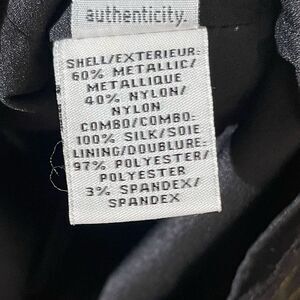 authenticity.
SHELL/EXTERIEUR:
60% METALLIC/
METALLIQUE
40% NYLON/
NYLON
COMBO/COMBO:
100% SILK/SOIE
LINING/DOUBLURE:
97% POLYESTER/
POLYESTER
3% SPANDEX/
SPANDEX